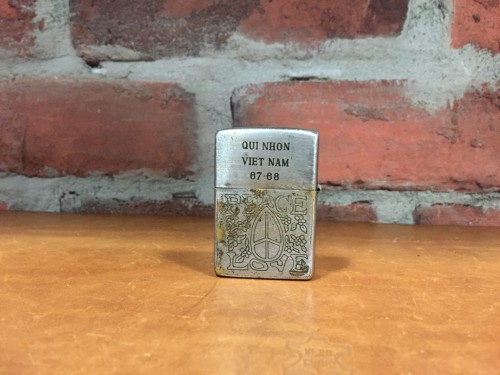 QUI NHON
VIET NAM
67-68
PEACE
LOVE